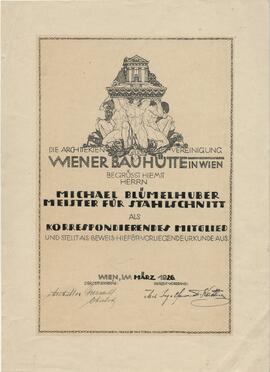 DIE ARCHITEKTEN VEREINIGUNG
WIENER BAUHÜTTE IN WIEN
BEGRÜSST HIEMIT
HERRN
MICHAEL BLÜMELHUBER
MEISTER FÜR STAHLSCHNITT
ALS
KORRESPONDIERENDES MITGLIED
UND STELLT ALS BEWEIS HIEFÜR VORLIEGENDE URKUNDE AUS.
WIEN, IM MÄRZ 1926.